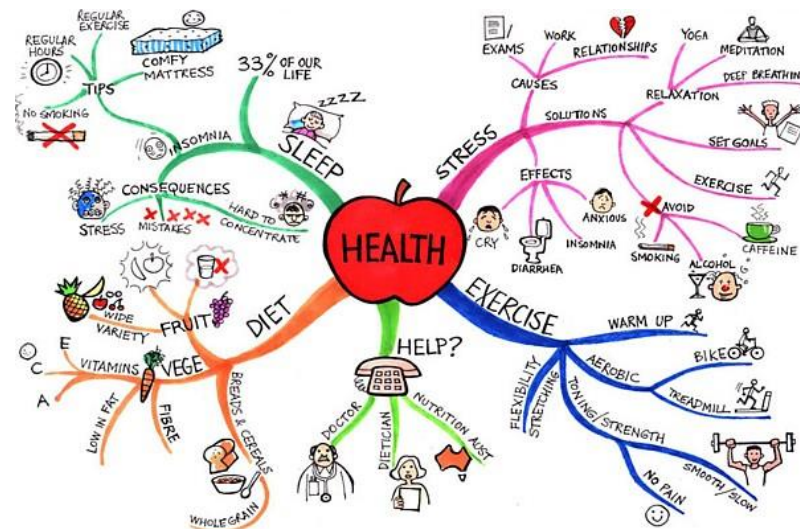 HEALTH
SLEEP
33% OF OUR
LIFE
ZZZZ
INSOMNIA
TIPS
REGULAR
EXERCISE
REGULAR
HOURS
COMFY
MATTRESS
NO SMOKING
CONSEQUENCES
STRESS
MISTAKES
HARD TO
CONCENTRATE
STRESS
CAUSES
EXAMS
WORK
RELATIONSHIPS
SOLUTIONS
RELAXATION
YOGA
MEDITATION
DEEP BREATHIN
SET GOALS
EXERCISE
AVOID
SMOKING
ALCOHOL
CAFFEINE
EFFECTS
CRY
DIARRHEA
INSOMNIA
ANXIOUS
EXERCISE
WARM UP
AEROBIC
BIKE
TREADMILL
TONING/STRENGTH
SMOOTH/SLOW
NO PAIN
FLEXIBILITY
STRETCHING
HELP?
DOCTOR
DIETICIAN
NUTRITION AUST
DIET
FRUIT
WIDE
VARIETY
VEGE
VITAMINS
E
C
A
LOW IN FAT
FIBRE
BREADS & CEREALS
WHOLEGRAIN